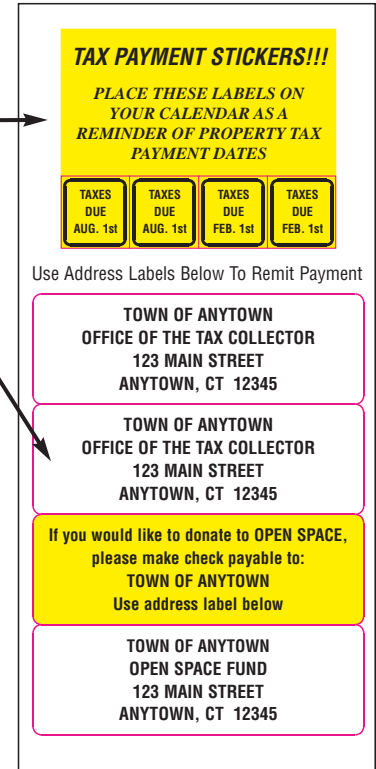 TAX PAYMENT STICKERS!!!
PLACE THESE LABELS ON
YOUR CALENDAR AS A
REMINDER OF PROPERTY TAX
PAYMENT DATES
TAXES
DUE
AUG. 1st
TAXES
DUE
AUG. 1st
TAXES
DUE
FEB. 1st
TAXES
DUE
FEB. 1st
Use Address Labels Below To Remit Payment
TOWN OF ANYTOWN
OFFICE OF THE TAX COLLECTOR
123 MAIN STREET
ANYTOWN, CT 12345
TOWN OF ANYTOWN
OFFICE OF THE TAX COLLECTOR
123 MAIN STREET
ANYTOWN, CT 12345
If you would like to donate to OPEN SPACE,
please make check payable to:
TOWN OF ANYTOWN
Use address label below
TOWN OF ANYTOWN
OPEN SPACE FUND
123 MAIN STREET
ANYTOWN, CT 12345